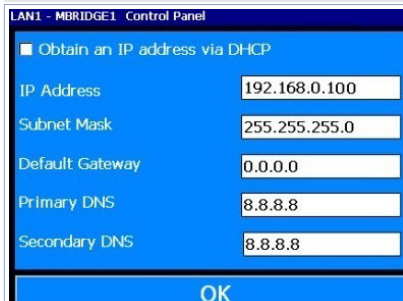 LAN1 - MBRIDGE1 Control Panel
Obtain an IP address via DHCP
IP Address 192.168.0.100
Subnet Mask 255.255.255.0
Default Gateway 0.0.0.0
Primary DNS 8.8.8.8
Secondary DNS 8.8.8.8
OK